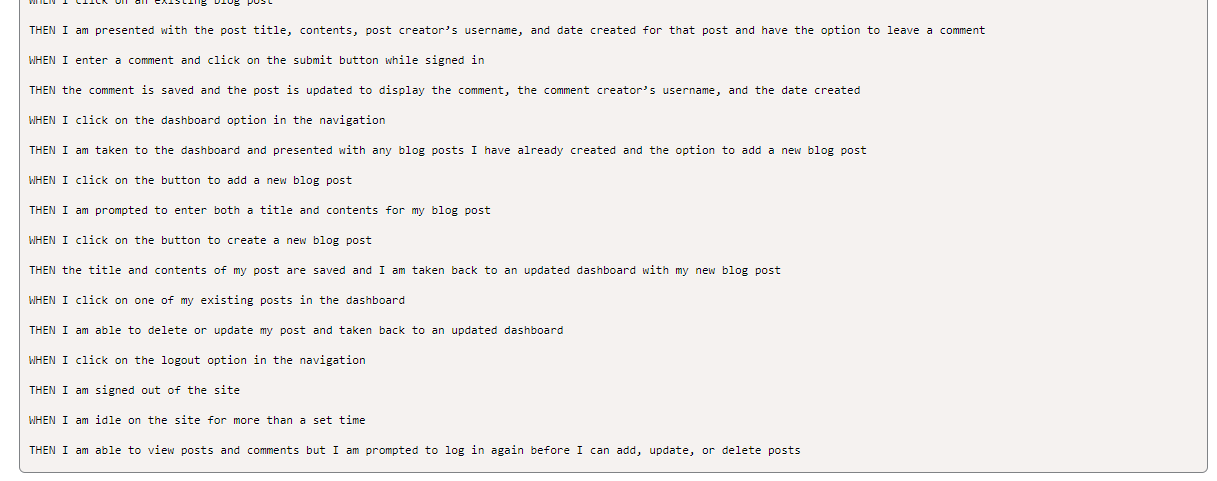 WHEN I click on an existing blog post
THEN I am presented with the post title, contents, post creator’s username, and date created for that post and have the option to leave a comment
WHEN I enter a comment and click on the submit button while signed in
THEN the comment is saved and the post is updated to display the comment, the comment creator’s username, and the date created
WHEN I click on the dashboard option in the navigation
THEN I am taken to the dashboard and presented with any blog posts I have already created and the option to add a new blog post
WHEN I click on the button to add a new blog post
THEN I am prompted to enter both a title and contents for my blog post
WHEN I click on the button to create a new blog post
THEN the title and contents of my post are saved and I am taken back to an updated dashboard with my new blog post
WHEN I click on one of my existing posts in the dashboard
THEN I am able to delete or update my post and taken back to an updated dashboard
WHEN I click on the logout option in the navigation
THEN I am signed out of the site
WHEN I am idle on the site for more than a set time
THEN I am able to view posts and comments but I am prompted to log in again before I can add, update, or delete posts